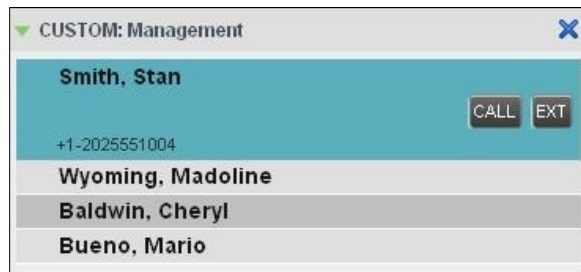 CUSTOM: Management
Smith, Stan
CALL EXT
+1-2025551004
Wyoming, Madoline
Baldwin, Cheryl
Bueno, Mario